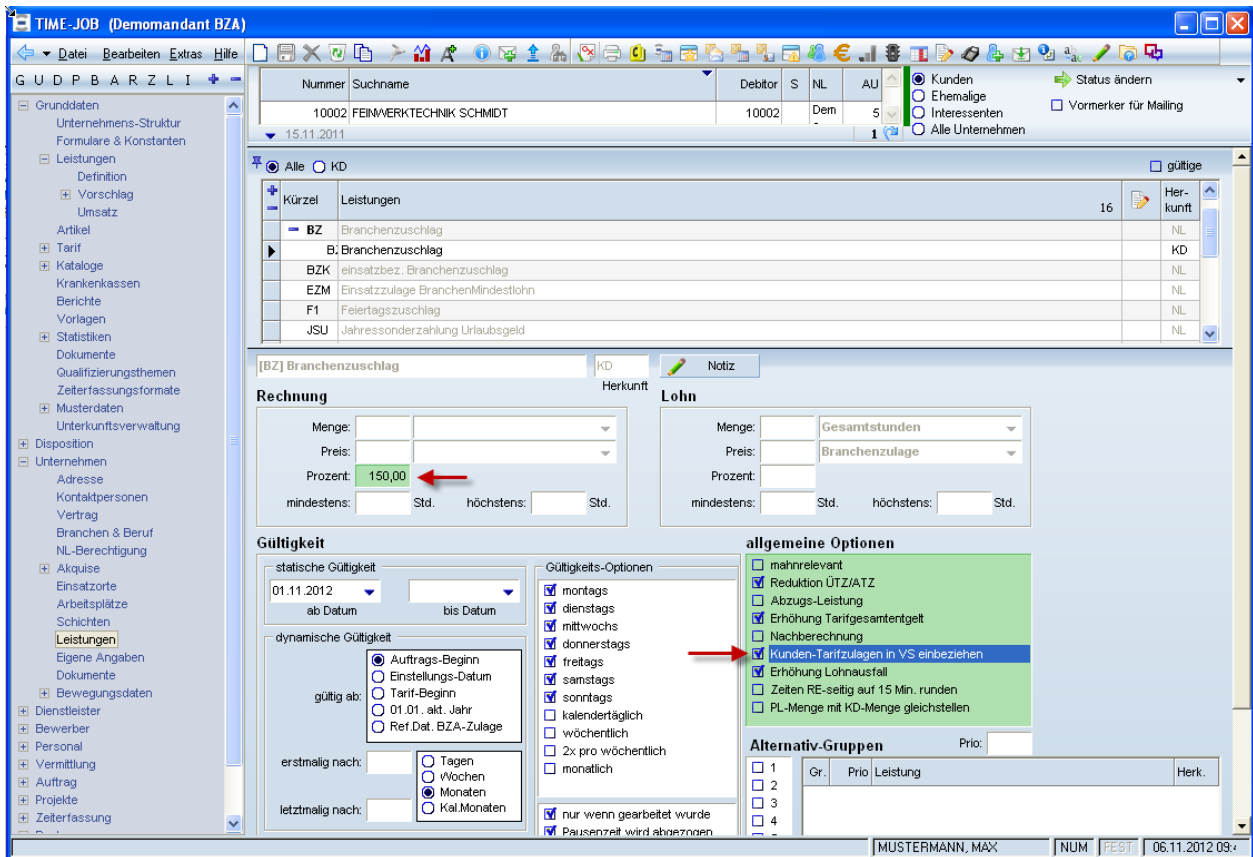 TIME-JOB (Demomandant BZA)
Datei Bearbeiten Extras Hilfe
G U D P B A R Z L I
Grunddaten
Unternehmens-Struktur
Formulare & Konstanten
Leistungen
Definition
Vorschlag
Umsatz
Artikel
Tarif
Kataloge
Krankenkassen
Berichte
Vorlagen
Statistiken
Dokumente
Qualifizierungsthemen
Zeiterfassungsformate
Musterdaten
Unterkunftsverwaltung
Disposition
Unternehmen
Adresse
Kontaktpersonen
Vertrag
Branchen & Beruf
NL-Berechtigung
Akquise
Einsatzorte
Arbeitsplätze
Schichten
Leistungen
Eigene Angaben
Dokumente
Bewegungsdaten
Dienstleister
Bewerber
Personal
Vermittlung
Auftrag
Projekte
Zeiterfassung
Nummer Suchname Debitor S NL AU
10002 FEINWERKTECHNIK SCHMIDT 10002 Dem 5
15.11.2011 1
Kunden
Ehemalige
Interessenten
Alle Unternehmen
Status ändern
Vormerker für Mailing
Alle KD gültige
Kürzel Leistungen 16 Her-kunft
BZ Branchenzuschlag NL
Branchenzuschlag KD
BZK einsatzbez. Branchenzuschlag NL
EZM Einsatzzulage BranchenMindestlohn NL
F1 Feiertagszuschlag NL
JSU Jahressonderzahlung Urlaubsgeld NL
[BZ] Branchenzuschlag KD Notiz
Herkunft
Rechnung
Menge:
Preis:
Prozent: 150,00
mindestens: Std. höchstens: Std.
Lohn
Menge: Gesamtstunden
Preis: Branchenzulage
Prozent:
mindestens: Std. höchstens: Std.
Gültigkeit
statische Gültigkeit
01.11.2012
ab Datum bis Datum
dynamische Gültigkeit
gültig ab:
Auftrags-Beginn
Einstellungs-Datum
Tarif-Beginn
01.01. akt. Jahr
Ref.Dat. BZA-Zulage
erstmalig nach:
letztmalig nach:
Tagen
Wochen
Monaten
Kal.Monaten
Gültigkeits-Optionen
montags
dienstags
mittwochs
donnerstags
freitags
samstags
sonntags
kalendertäglich
wöchentlich
2x pro wöchentlich
monatlich
nur wenn gearbeitet wurde
Pausenzeit wird abgezogen
allgemeine Optionen
mahnrelevant
Reduktion ÜTZ/ATZ
Abzugs-Leistung
Erhöhung Tarifgesamtentgelt
Nachberechnung
Kunden-Tarifzulagen in VS einbeziehen
Erhöhung Lohnausfall
Zeiten RE-seitig auf 15 Min. runden
PL-Menge mit KD-Menge gleichstellen
Alternativ-Gruppen Prio:
1
2
3
4
Gr. Prio Leistung Herk.
MUSTERMANN, MAX NUM FEST 06.11.2012